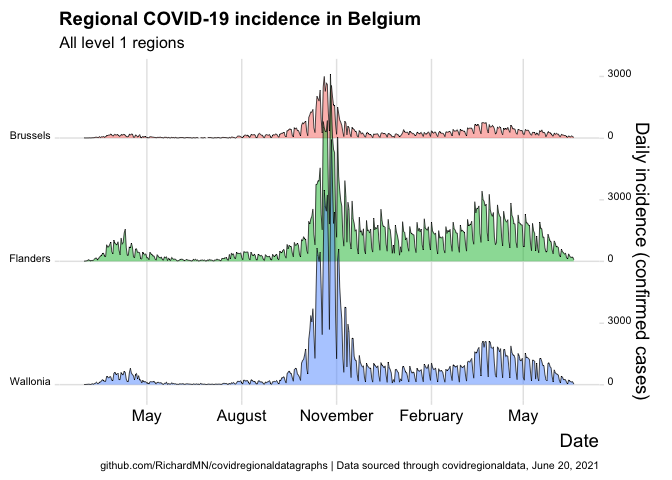 Regional COVID-19 incidence in Belgium
All level 1 regions
3000
Brussels
0
3000
Flanders
0
3000
Wallonia
0
Daily incidence (confirmed cases)
May August November February May
Date
github.com/RichardMN/covidregionaldatagraphs | Data sourced through covidregionaldata, June 20, 2021